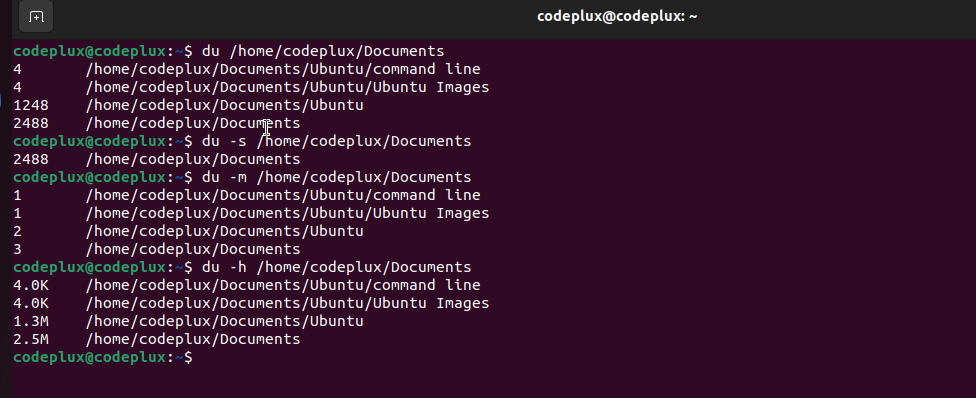 codeplux@codeplux: ~
codeplux@codeplux:~$ du /home/codeplux/Documents
4	/home/codeplux/Documents/Ubuntu/command line
4	/home/codeplux/Documents/Ubuntu/Ubuntu Images
1248	/home/codeplux/Documents/Ubuntu
2488	/home/codeplux/Documents
codeplux@codeplux:~$ du -s /home/codeplux/Documents
2488	/home/codeplux/Documents
codeplux@codeplux:~$ du -m /home/codeplux/Documents
1	/home/codeplux/Documents/Ubuntu/command line
1	/home/codeplux/Documents/Ubuntu/Ubuntu Images
2	/home/codeplux/Documents/Ubuntu
3	/home/codeplux/Documents
codeplux@codeplux:~$ du -h /home/codeplux/Documents
4.0K	/home/codeplux/Documents/Ubuntu/command line
4.0K	/home/codeplux/Documents/Ubuntu/Ubuntu Images
1.3M	/home/codeplux/Documents/Ubuntu
2.5M	/home/codeplux/Documents
codeplux@codeplux:~$